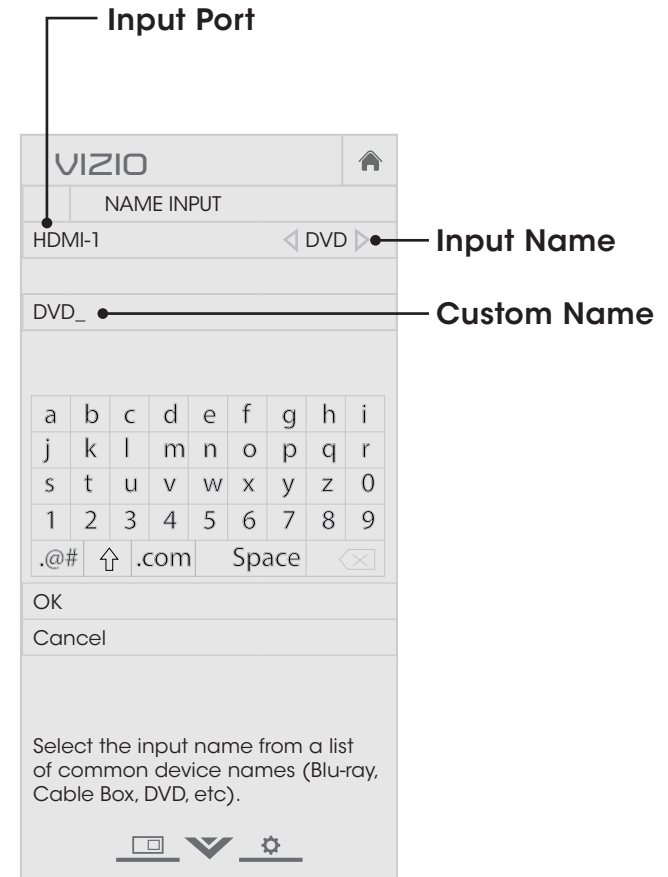 Input Port
VIZIO
NAME INPUT
HDMI-1 DVD Input Name
DVD_ Custom Name
a b c d e f g h i
j k l m n o p q r
s t u v w x y z 0
1 2 3 4 5 6 7 8 9
.@# .com Space
OK
Cancel
Select the input name from a list
of common device names (Blu-ray,
Cable Box, DVD, etc).